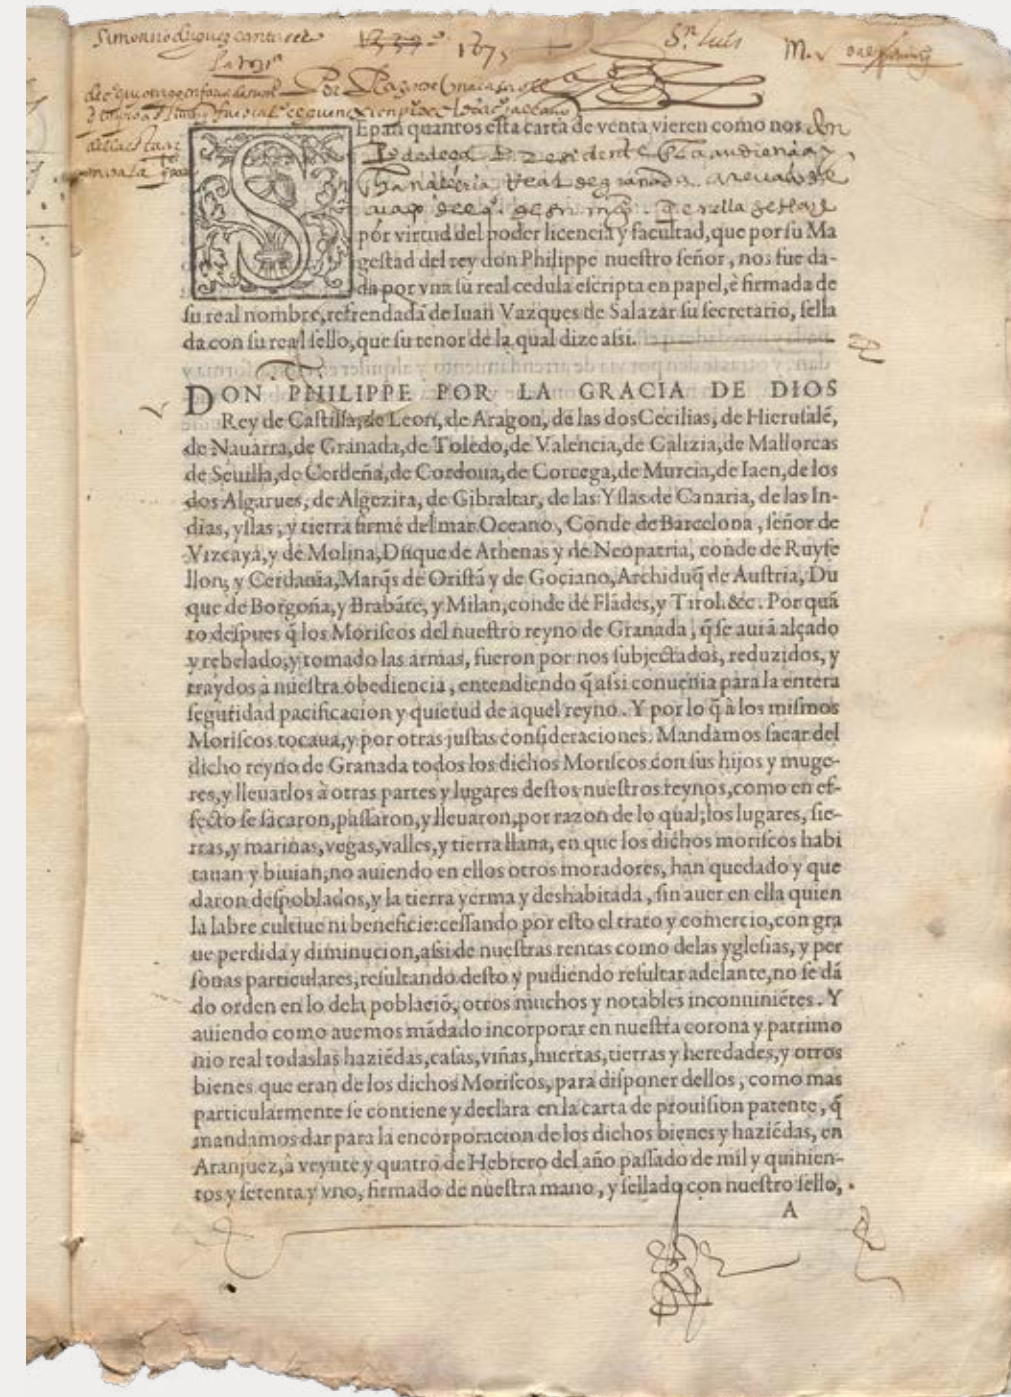 1675
Sn Luis
SEpan quantos esta carta de venta vieren como nos
por virtud del poder licencia y facultad, que por su Ma
gestad del rey don Philippe nuestro señor, nos fue da-
da por vna su real cedula escripta en papel, è firmada de
su real nombre, refrendada de Iuan Vazques de Salazar su secretario, sella
da con su real sello, que su tenor de la qual dize assi.
DON PHILIPPE POR LA GRACIA DE DIOS
Rey de Castilla, de Leon, de Aragon, de las dos Cecilias, de Hierusalē,
de Nauarra, de Granada, de Toledo, de Valencia, de Galizia, de Mallorcas
de Seuilla, de Cerdeña, de Cordoua, de Corcega, de Murcia, de Iaen, de los
dos Algarues, de Algezira, de Gibraltar, de las Yslas de Canaria, de las In-
dias, yslas, y tierra firme del mar Oceano, Conde de Barcelona, señor de
Vizcaya, y de Molina, Duque de Athenas y de Neopatria, conde de Ruyse
llon, y Cerdania, Marq̄s de Oristā y de Gociano, Archiduq̄ de Austria, Du
que de Borgoña, y Brabāte, y Milan, conde de Flādes, y Tirol. &c. Por quā
to despues q̄ los Moriscos del nuestro reyno de Granada, q̄ se auiā alçado
y rebelado, y tomado las armas, fueron por nos subjectados, reduzidos, y
traydos à nuestra obediencia, entendiendo q̄ assi conuenia para la entera
seguridad pacificacion y quietud de aquel reyno. Y por lo q̄ à los mismos
Moriscos tocaua, y por otras justas consideraciones. Mandamos sacar del
dicho reyno de Granada todos los dichos Moriscos con sus hijos y muge-
res, y lleuarlos à otras partes y lugares destos nuestros reynos, como en ef-
fecto se sacaron, passaron, y lleuaron, por razon de lo qual, los lugares, sie-
rras, y marinas, vegas, valles, y tierra llana, en que los dichos moriscos habi
tauan y biuian, no auiendo en ellos otros moradores, han quedado y que
daron despoblados, y la tierra yerma y deshabitada, sin auer en ella quien
la labre cultiue ni beneficie: cessando por esto el trato y comercio, con gra
ue perdida y diminucion, assi de nuestras rentas como delas yglesias, y per
sonas particulares, resultando desto y pudiendo resultar adelante, no se dā
do orden en lo dela població, otros muchos y notables inconuiniētes. Y
auiendo como auemos mādado incorporar en nuestra corona y patrimo
nio real todas las haziēdas, casas, viñas, huertas, tierras y heredades, y otros
bienes que eran de los dichos Moriscos, para disponer dellos, como mas
particularmente se contiene y declara en la carta de prouision patente, q̄
mandamos dar para la encorporacion de los dichos bienes y haziēdas, en
Aranjuez, à veynte y quatro de Hebrero del año passado de mil y quinien-
tos y setenta y vno, firmado de nuestra mano, y sellado con nuestro sello,
A